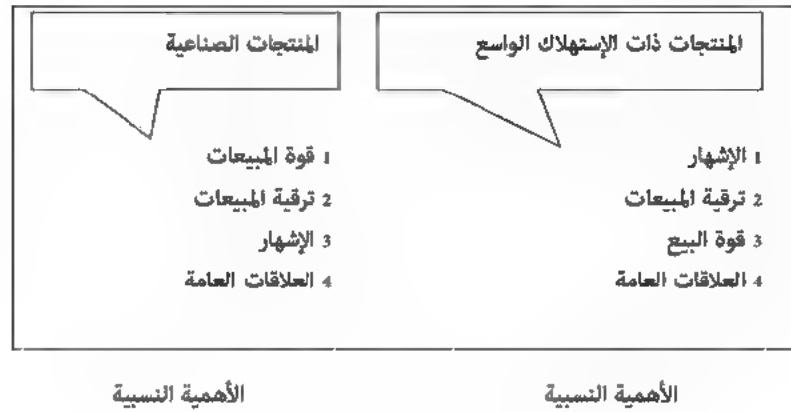 المنتجات ذات الإستهلاك الواسع
1 الإشهار
2 ترقية المبيعات
3 قوة البيع
4 العلاقات العامة
الأهمية النسبية
المنتجات الصناعية
1 قوة المبيعات
2 ترقية المبيعات
3 الإشهار
4 العلاقات العامة
الأهمية النسبية